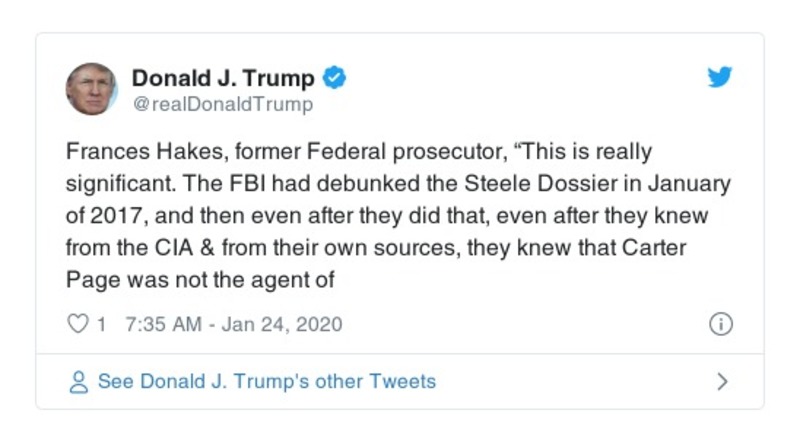 Donald J. Trump
@realDonaldTrump
Frances Hakes, former Federal prosecutor, “This is really
significant. The FBI had debunked the Steele Dossier in January
of 2017, and then even after they did that, even after they knew
from the CIA & from their own sources, they knew that Carter
Page was not the agent of
1 7:35 AM - Jan 24, 2020
See Donald J. Trump's other Tweets